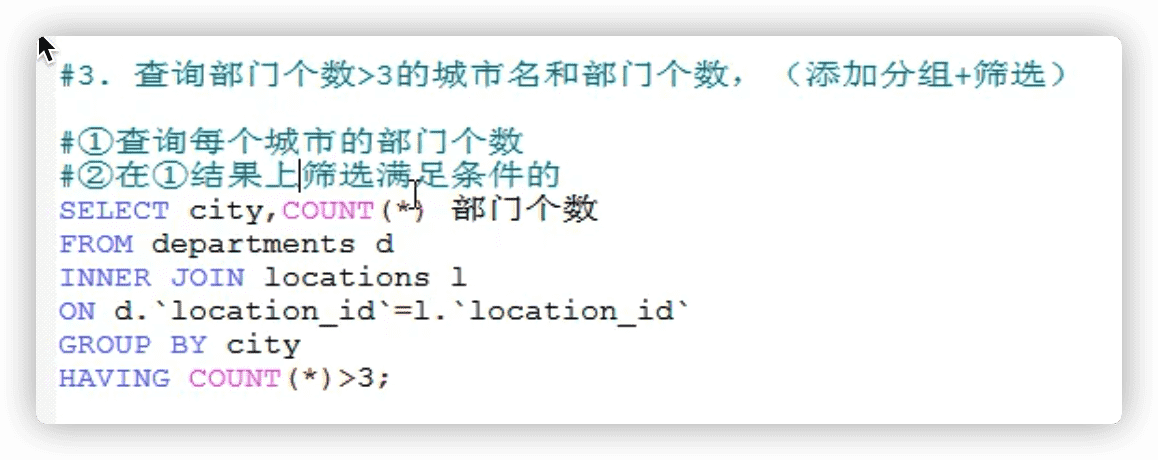 #3. 查询部门个数>3的城市名和部门个数，（添加分组+筛选）
#①查询每个城市的部门个数
#②在①结果上筛选满足条件的
SELECT city,COUNT(*) 部门个数
FROM departments d
INNER JOIN locations l
ON d.`location_id`=l.`location_id`
GROUP BY city
HAVING COUNT(*)>3;